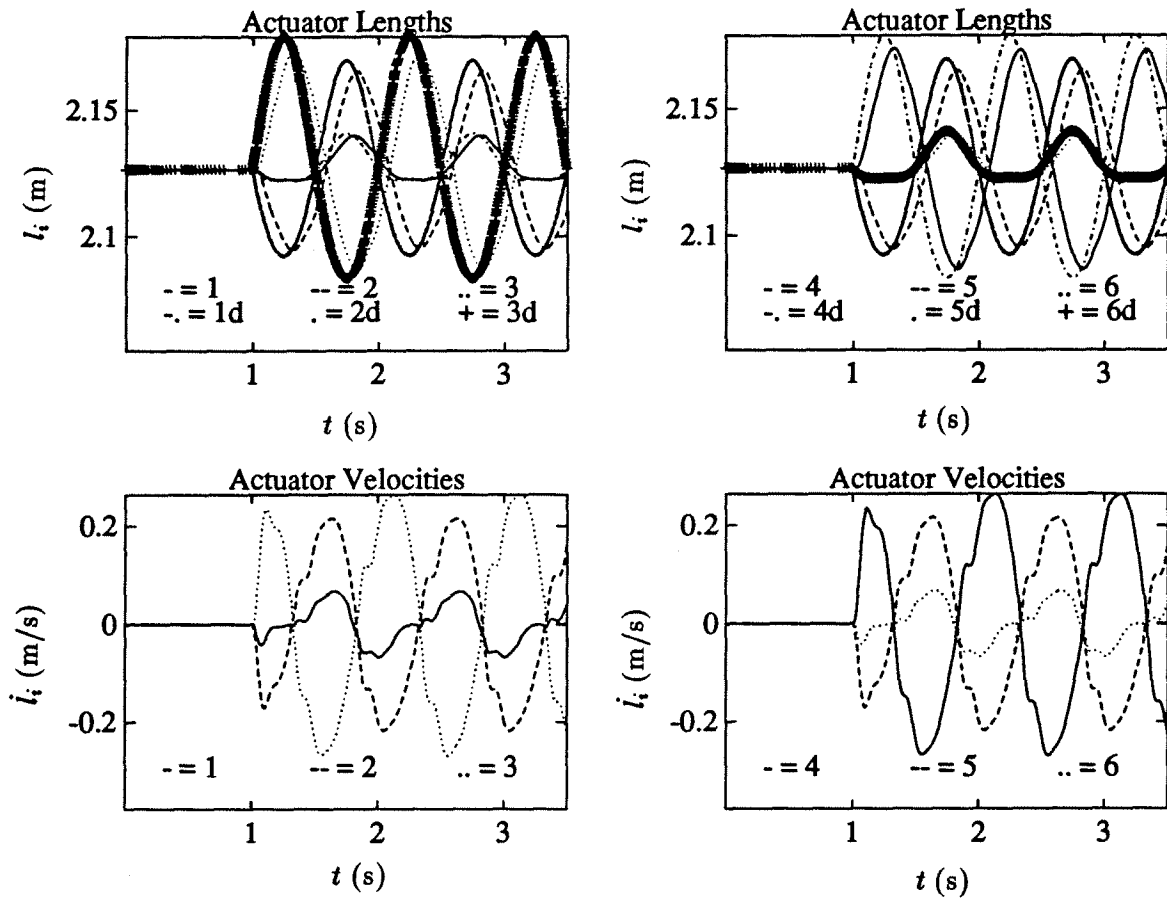 Actuator Lengths
2.15
2.1
l_i (m)
- = 1 -- = 2 .. = 3
-. = 1d . = 2d + = 3d
1 2 3
t (s)
Actuator Lengths
2.15
2.1
l_i (m)
- = 4 -- = 5 .. = 6
-. = 4d . = 5d + = 6d
1 2 3
t (s)
Actuator Velocities
0.2
0
-0.2
l̇_i (m/s)
- = 1 -- = 2 .. = 3
1 2 3
t (s)
Actuator Velocities
0.2
0
-0.2
l̇_i (m/s)
- = 4 -- = 5 .. = 6
1 2 3
t (s)